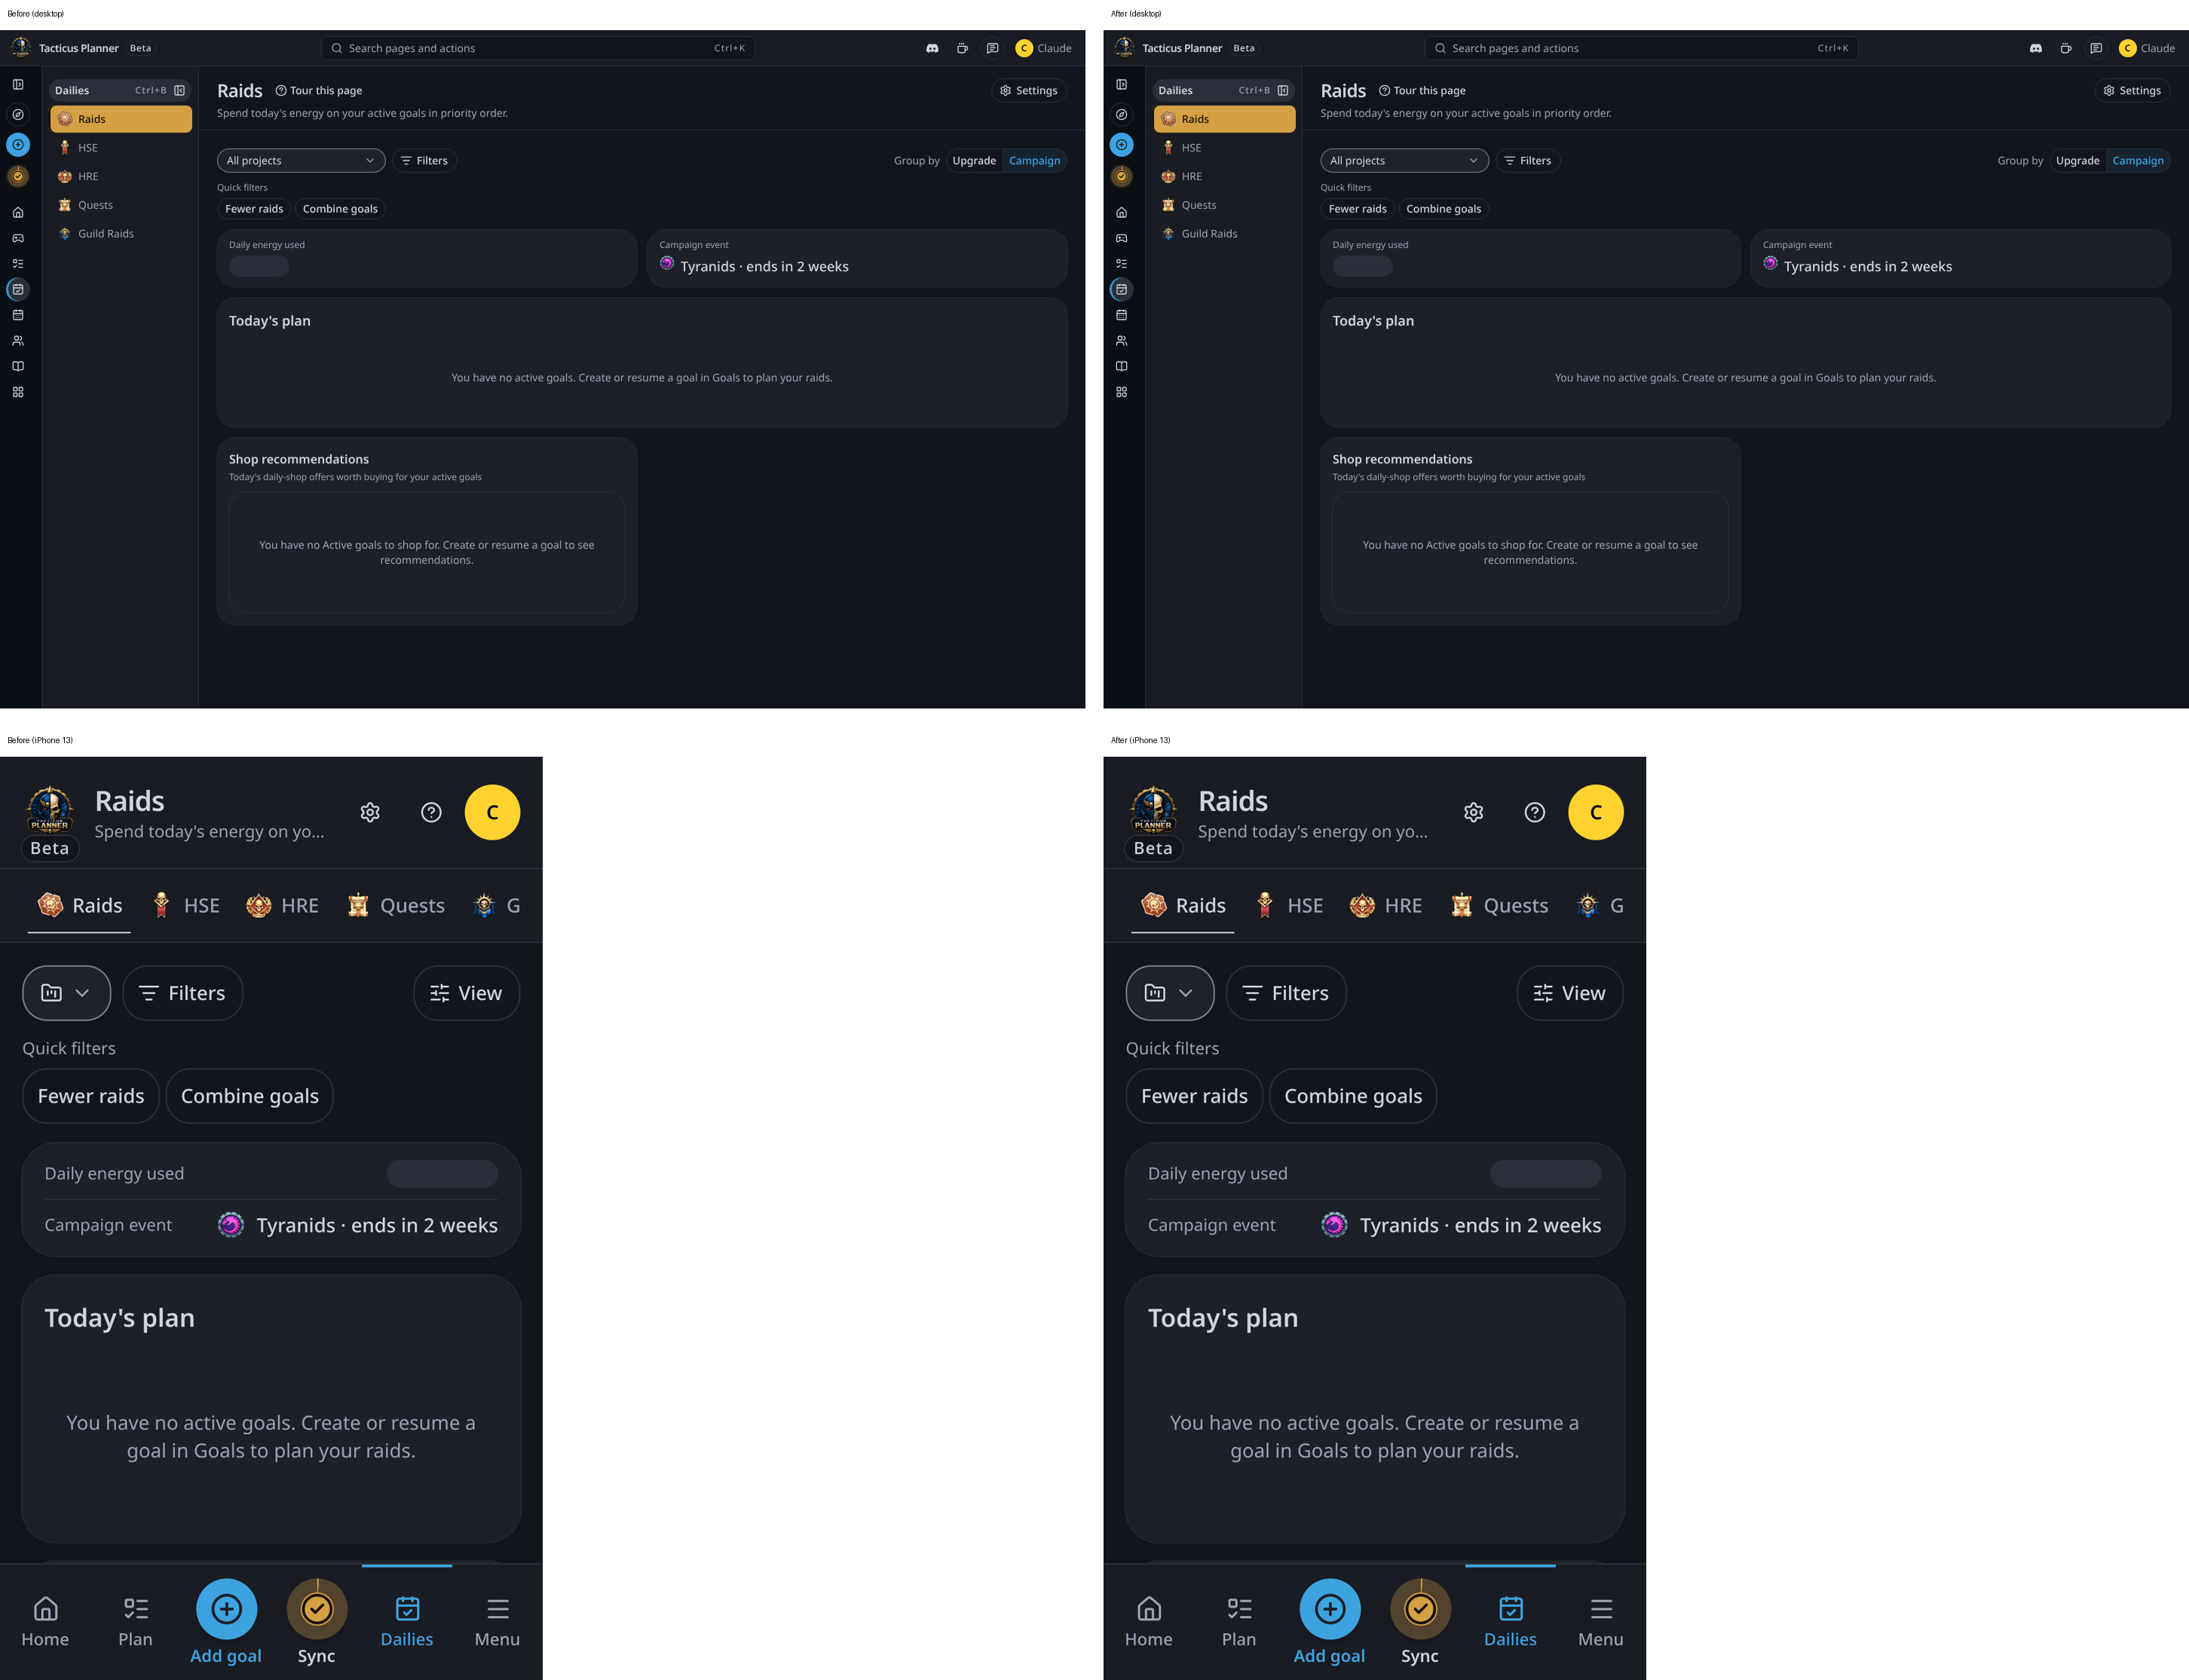 Before (desktop)
Tacticus Planner Beta
Search pages and actions Ctrl+K
C Claude
Dailies Ctrl+B
Raids
HSE
HRE
Quests
Guild Raids
Raids Tour this page Settings
Spend today's energy on your active goals in priority order.
All projects Filters Group by Upgrade Campaign
Quick filters
Fewer raids Combine goals
Daily energy used
Campaign event
Tyranids · ends in 2 weeks
Today's plan
You have no active goals. Create or resume a goal in Goals to plan your raids.
Shop recommendations
Today's daily-shop offers worth buying for your active goals
You have no Active goals to shop for. Create or resume a goal to see
recommendations.
After (desktop)
Tacticus Planner Beta
Search pages and actions Ctrl+K
C Claude
Dailies Ctrl+B
Raids
HSE
HRE
Quests
Guild Raids
Raids Tour this page Settings
Spend today's energy on your active goals in priority order.
All projects Filters Group by Upgrade Campaign
Quick filters
Fewer raids Combine goals
Daily energy used
Campaign event
Tyranids · ends in 2 weeks
Today's plan
You have no active goals. Create or resume a goal in Goals to plan your raids.
Shop recommendations
Today's daily-shop offers worth buying for your active goals
You have no Active goals to shop for. Create or resume a goal to see
recommendations.
Before (iPhone 13)
TACTICUS
PLANNER
Beta
Raids
Spend today's energy on yo...
C
Raids HSE HRE Quests G
Filters View
Quick filters
Fewer raids Combine goals
Daily energy used
Campaign event Tyranids · ends in 2 weeks
Today's plan
You have no active goals. Create or resume a
goal in Goals to plan your raids.
Home Plan Add goal Sync Dailies Menu
After (iPhone 13)
TACTICUS
PLANNER
Beta
Raids
Spend today's energy on yo...
C
Raids HSE HRE Quests G
Filters View
Quick filters
Fewer raids Combine goals
Daily energy used
Campaign event Tyranids · ends in 2 weeks
Today's plan
You have no active goals. Create or resume a
goal in Goals to plan your raids.
Home Plan Add goal Sync Dailies Menu